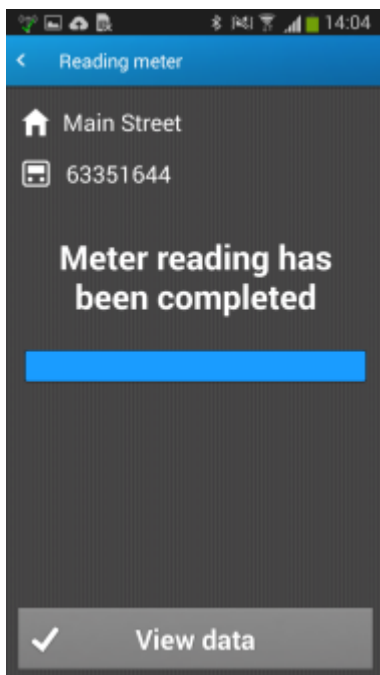 14:04
Reading meter
Main Street
63351644
Meter reading has
been completed
View data